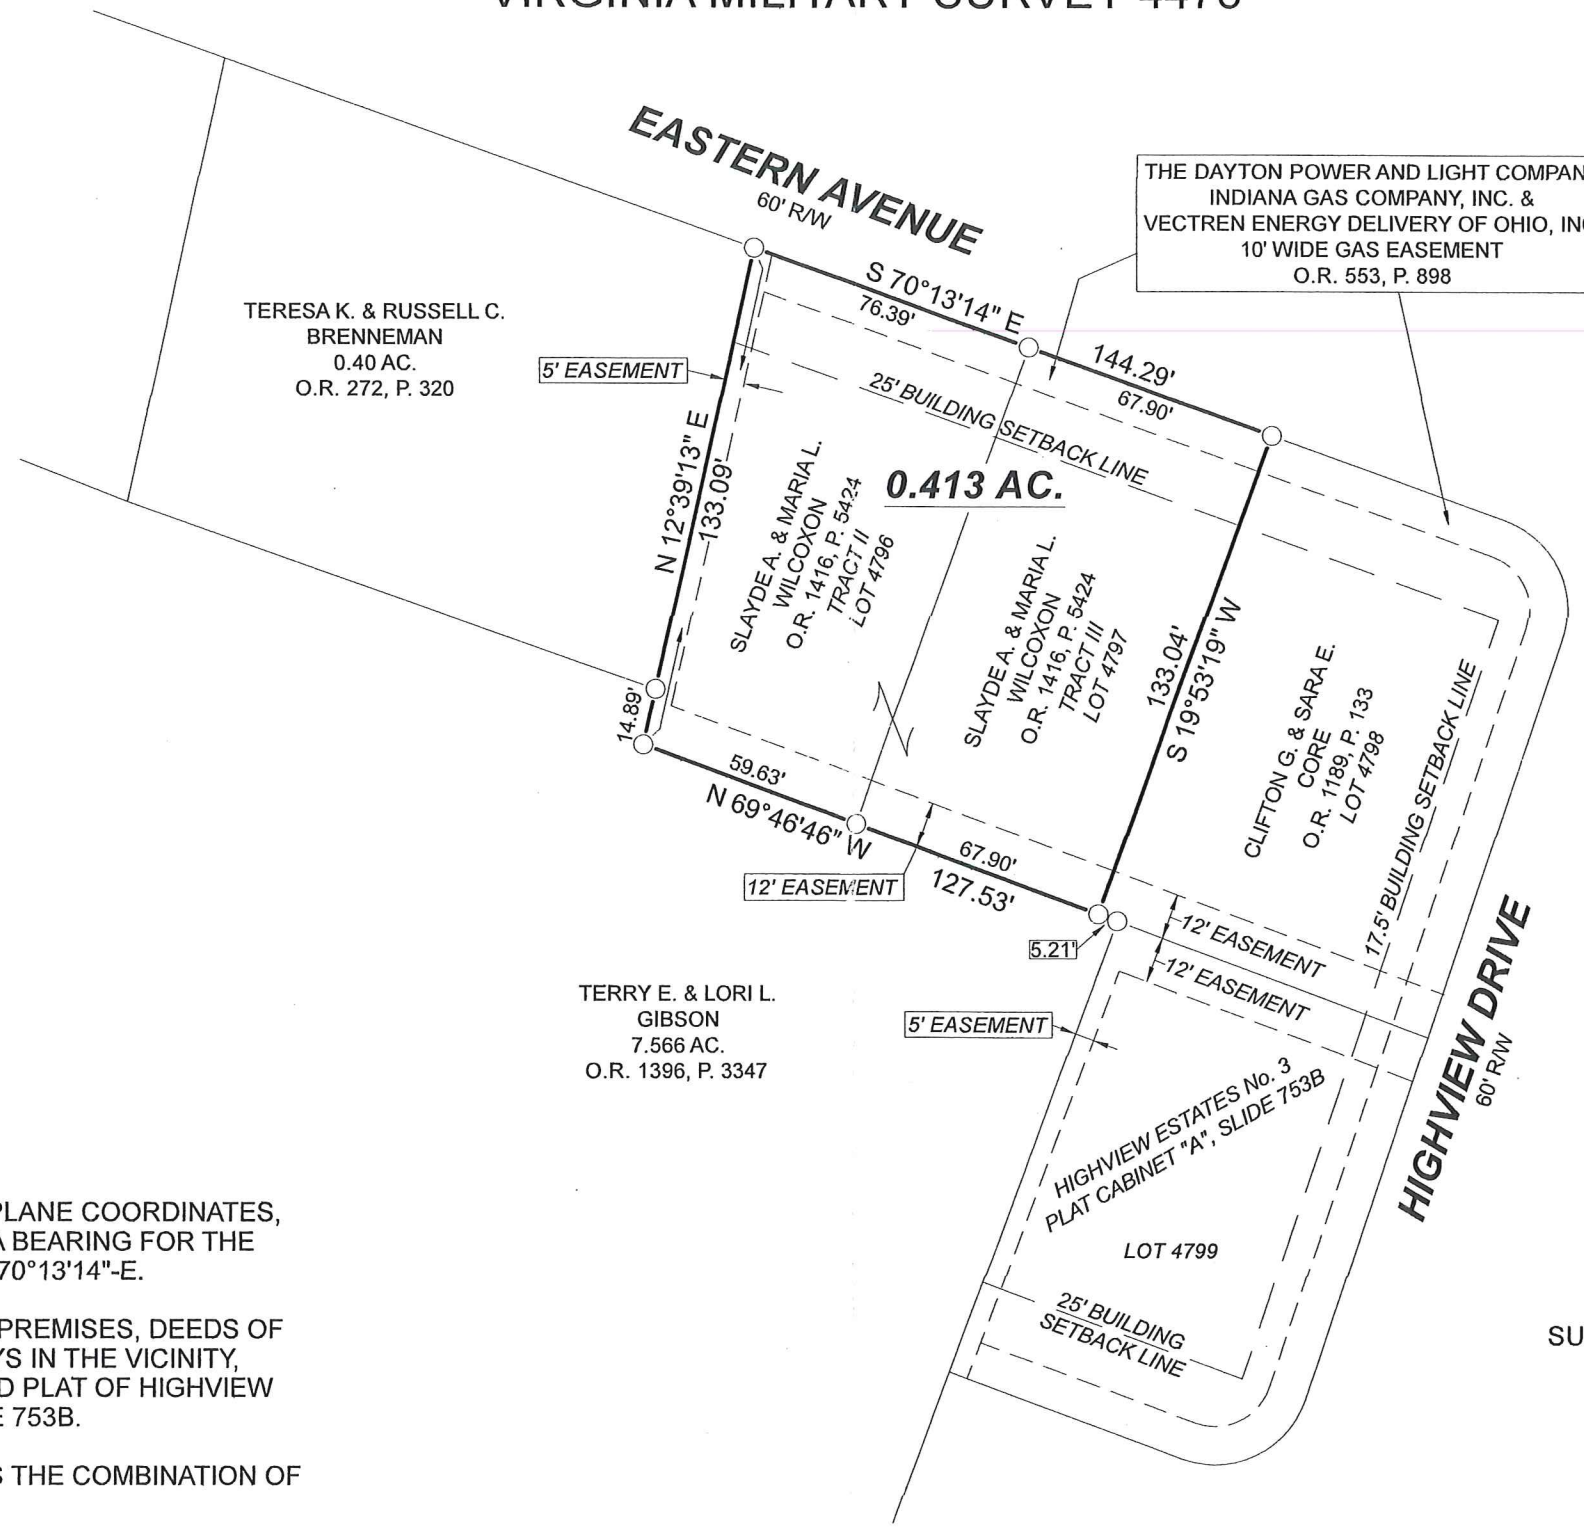 VIRGINIA MILITARY SURVEY
EASTERN AVENUE
60' R/W
THE DAYTON POWER AND LIGHT COMPAN
INDIANA GAS COMPANY, INC. &
VECTREN ENERGY DELIVERY OF OHIO, INC
10' WIDE GAS EASEMENT
O.R. 553, P. 898
S 70°13'14" E
76.39'
144.29'
67.90'
TERESA K. & RUSSELL C.
BRENNEMAN
0.40 AC.
O.R. 272, P. 320
5' EASEMENT
25' BUILDING SETBACK LINE
N 12°39'13" E
133.09'
0.413 AC.
SLAYDE A. & MARIA L.
WILCOXON
O.R. 1416, P. 5424
TRACT II
LOT 4796
SLAYDE A. & MARIA L.
WILCOXON
O.R. 1416, P. 5424
TRACT III
LOT 4797
133.04'
S 19°53'19" W
CLIFTON G. & SARA E.
CORE
O.R. 1189, P. 133
LOT 4798
17.5' BUILDING SETBACK LINE
14.89'
59.63'
N 69°46'46" W
67.90'
127.53'
12' EASEMENT
5.21'
12' EASEMENT
12' EASEMENT
TERRY E. & LORI L.
GIBSON
7.566 AC.
O.R. 1396, P. 3347
5' EASEMENT
HIGHVIEW DRIVE
60' R/W
HIGHVIEW ESTATES No. 3
PLAT CABINET "A", SLIDE 753B
LOT 4799
25' BUILDING
SETBACK LINE
PLANE COORDINATES,
A BEARING FOR THE
70°13'14"-E.
PREMISES, DEEDS OF
YS IN THE VICINITY,
D PLAT OF HIGHVIEW
E 753B.
S THE COMBINATION OF
SU